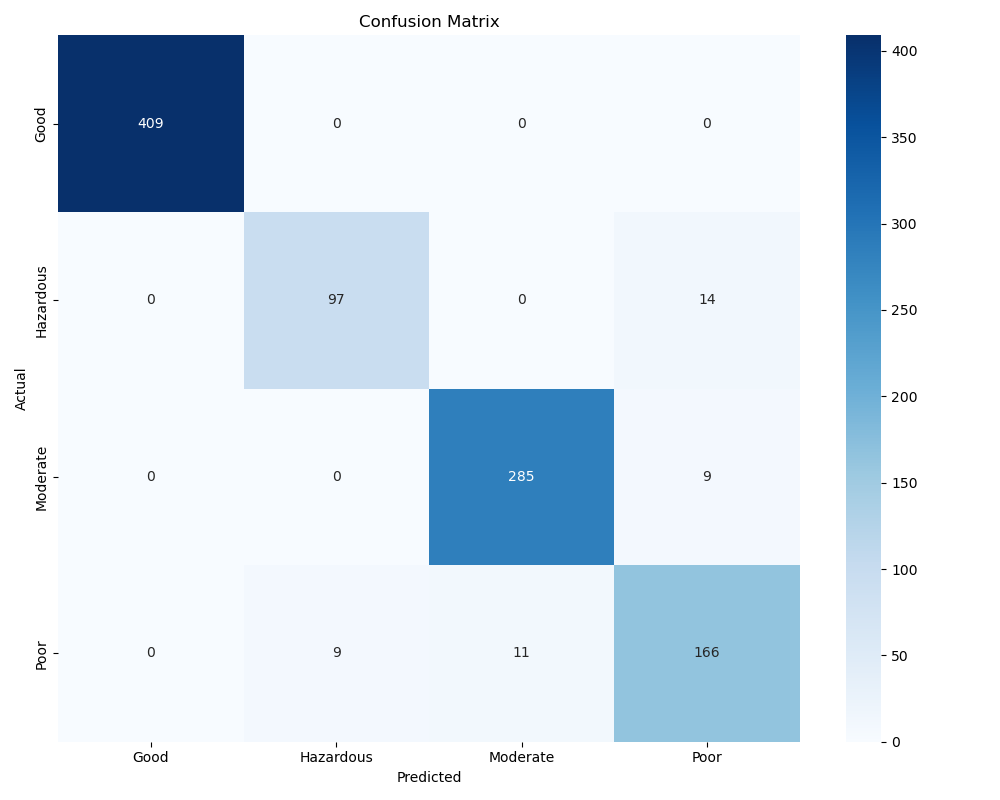 Confusion Matrix
Good
409
0
0
0
Hazardous
0
97
0
14
Moderate
0
0
285
9
Poor
0
9
11
166
Actual
Good
Hazardous
Moderate
Poor
Predicted
400
350
300
250
200
150
100
50
0